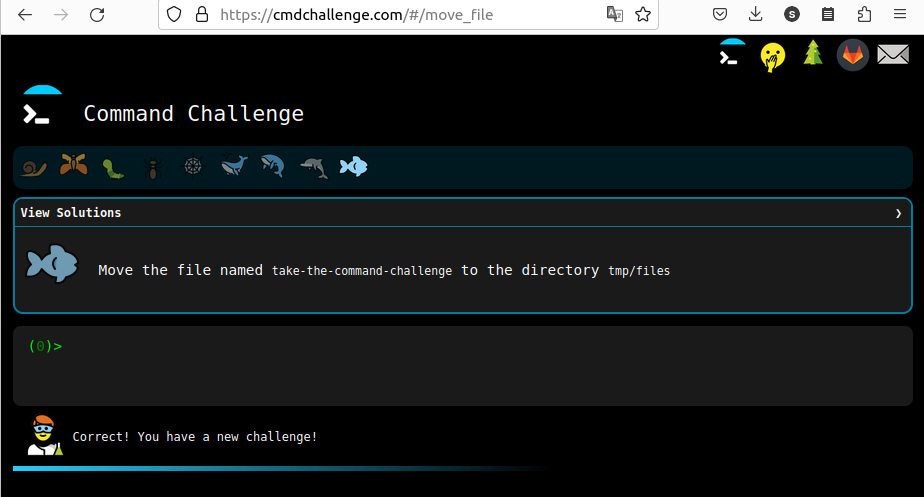 https://cmdchallenge.com/#/move_file
S
Command Challenge
View Solutions
Move the file named take-the-command-challenge to the directory tmp/files
(0)>
Correct! You have a new challenge!